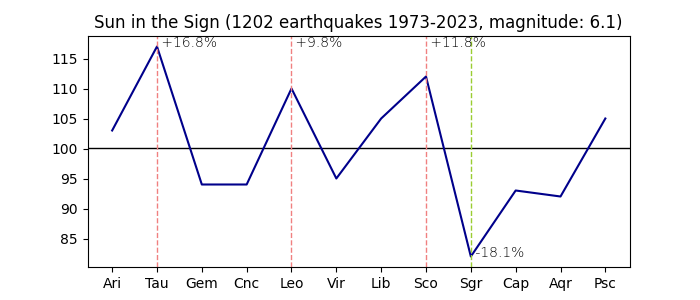 Sun in the Sign (1202 earthquakes 1973-2023, magnitude: 6.1)
+16.8% +9.8% +11.8%
115
110
105
100
95
90
85
-18.1%
Ari Tau Gem Cnc Leo Vir Lib Sco Sgr Cap Aqr Psc